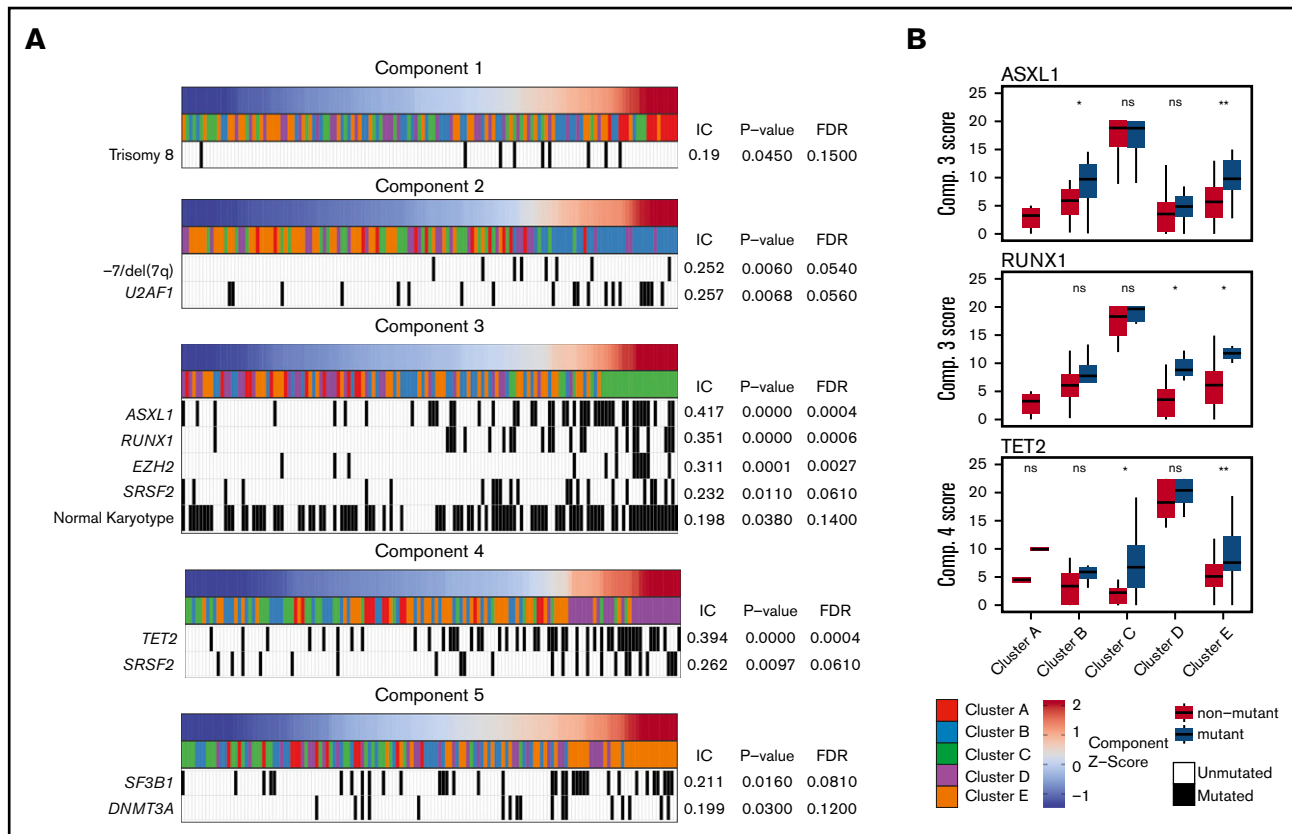 A
Component 1
IC P–value FDR
Trisomy 8 0.19 0.0450 0.1500
Component 2
IC P–value FDR
–7/del(7q) 0.252 0.0060 0.0540
U2AF1 0.257 0.0068 0.0560
Component 3
IC P–value FDR
ASXL1 0.417 0.0000 0.0004
RUNX1 0.351 0.0000 0.0006
EZH2 0.311 0.0001 0.0027
SRSF2 0.232 0.0110 0.0610
Normal Karyotype 0.198 0.0380 0.1400
Component 4
IC P–value FDR
TET2 0.394 0.0000 0.0004
SRSF2 0.262 0.0097 0.0610
Component 5
IC P–value FDR
SF3B1 0.211 0.0160 0.0810
DNMT3A 0.199 0.0300 0.1200
B
ASXL1
Comp. 3 score
25
20
15
10
5
0
* ns ns **
RUNX1
Comp. 3 score
25
20
15
10
5
0
ns ns * *
TET2
Comp. 4 score
25
20
15
10
5
0
ns ns * ns **
Cluster A
Cluster B
Cluster C
Cluster D
Cluster E
Cluster A
Cluster B
Cluster C
Cluster D
Cluster E
2
1
0
–1
Component
Z–Score
non–mutant
mutant
Unmutated
Mutated